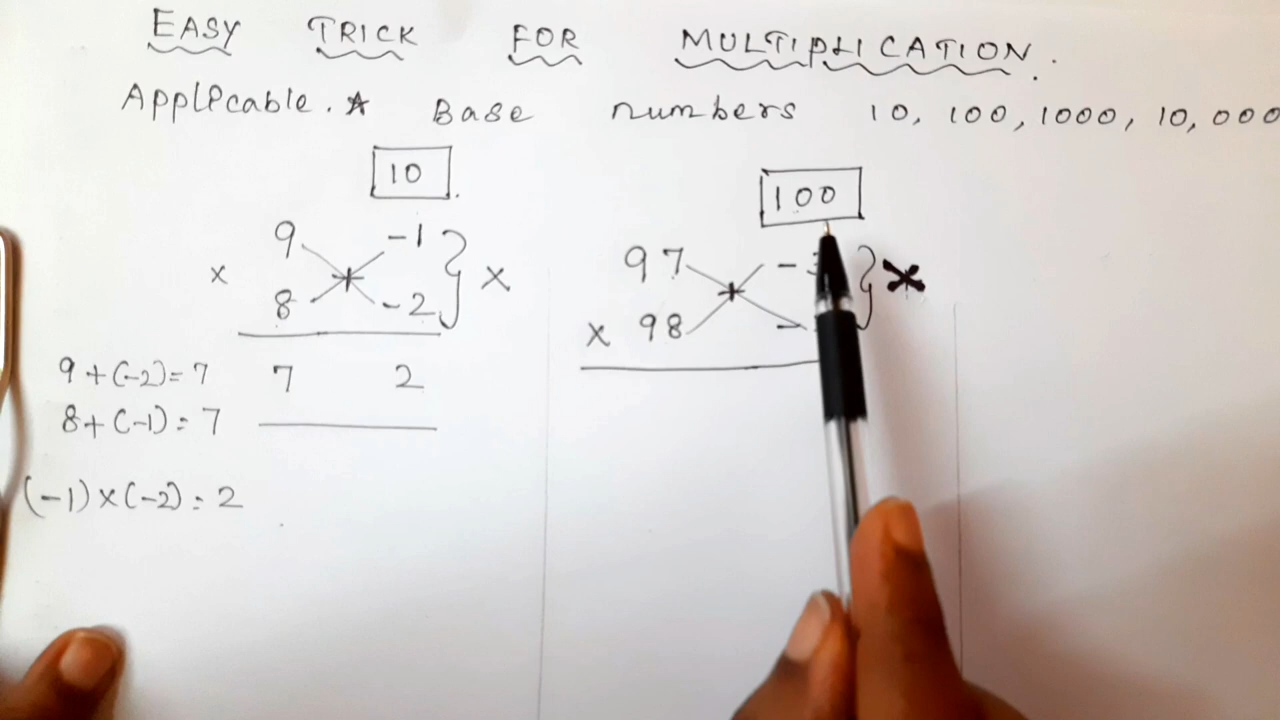 EASY TRICK FOR MULTIPLICATION.
Applicable. * Base numbers 10, 100, 1000, 10,000
10
9 -1
x 8 -2 } x
7 2
9+(-2)=7
8+(-1)=7
(-1)x(-2)=2
100
97 -
x 98 - } x